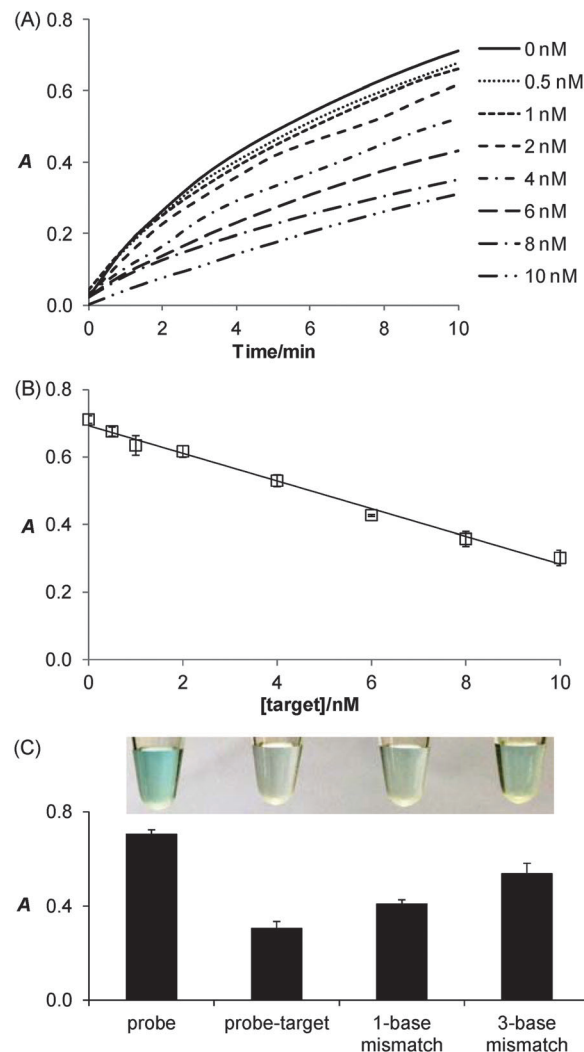 (A)
0.8
0.6
0.4
0.2
0.0
A
0 2 4 6 8 10
Time/min
0 nM
0.5 nM
1 nM
2 nM
4 nM
6 nM
8 nM
10 nM
(B)
0.8
0.6
0.4
0.2
0.0
A
0 2 4 6 8 10
[target]/nM
(C)
0.8
0.4
0.0
A
probe
probe-target
1-base
mismatch
3-base
mismatch